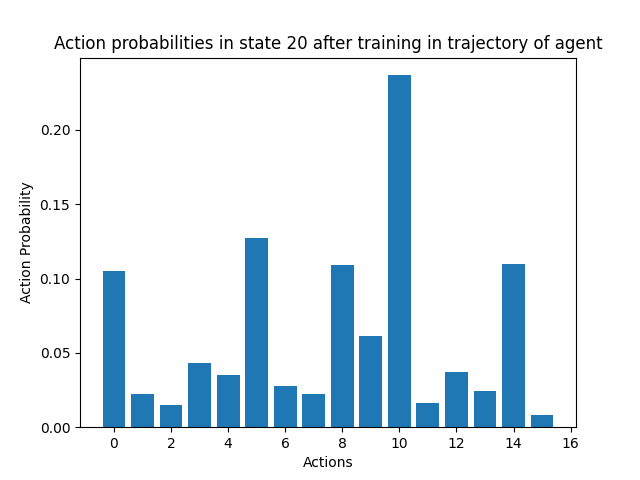 Action probabilities in state 20 after training in trajectory of agent
0.20
0.15
0.10
0.05
0.00
Action Probability
0 2 4 6 8 10 12 14 16
Actions